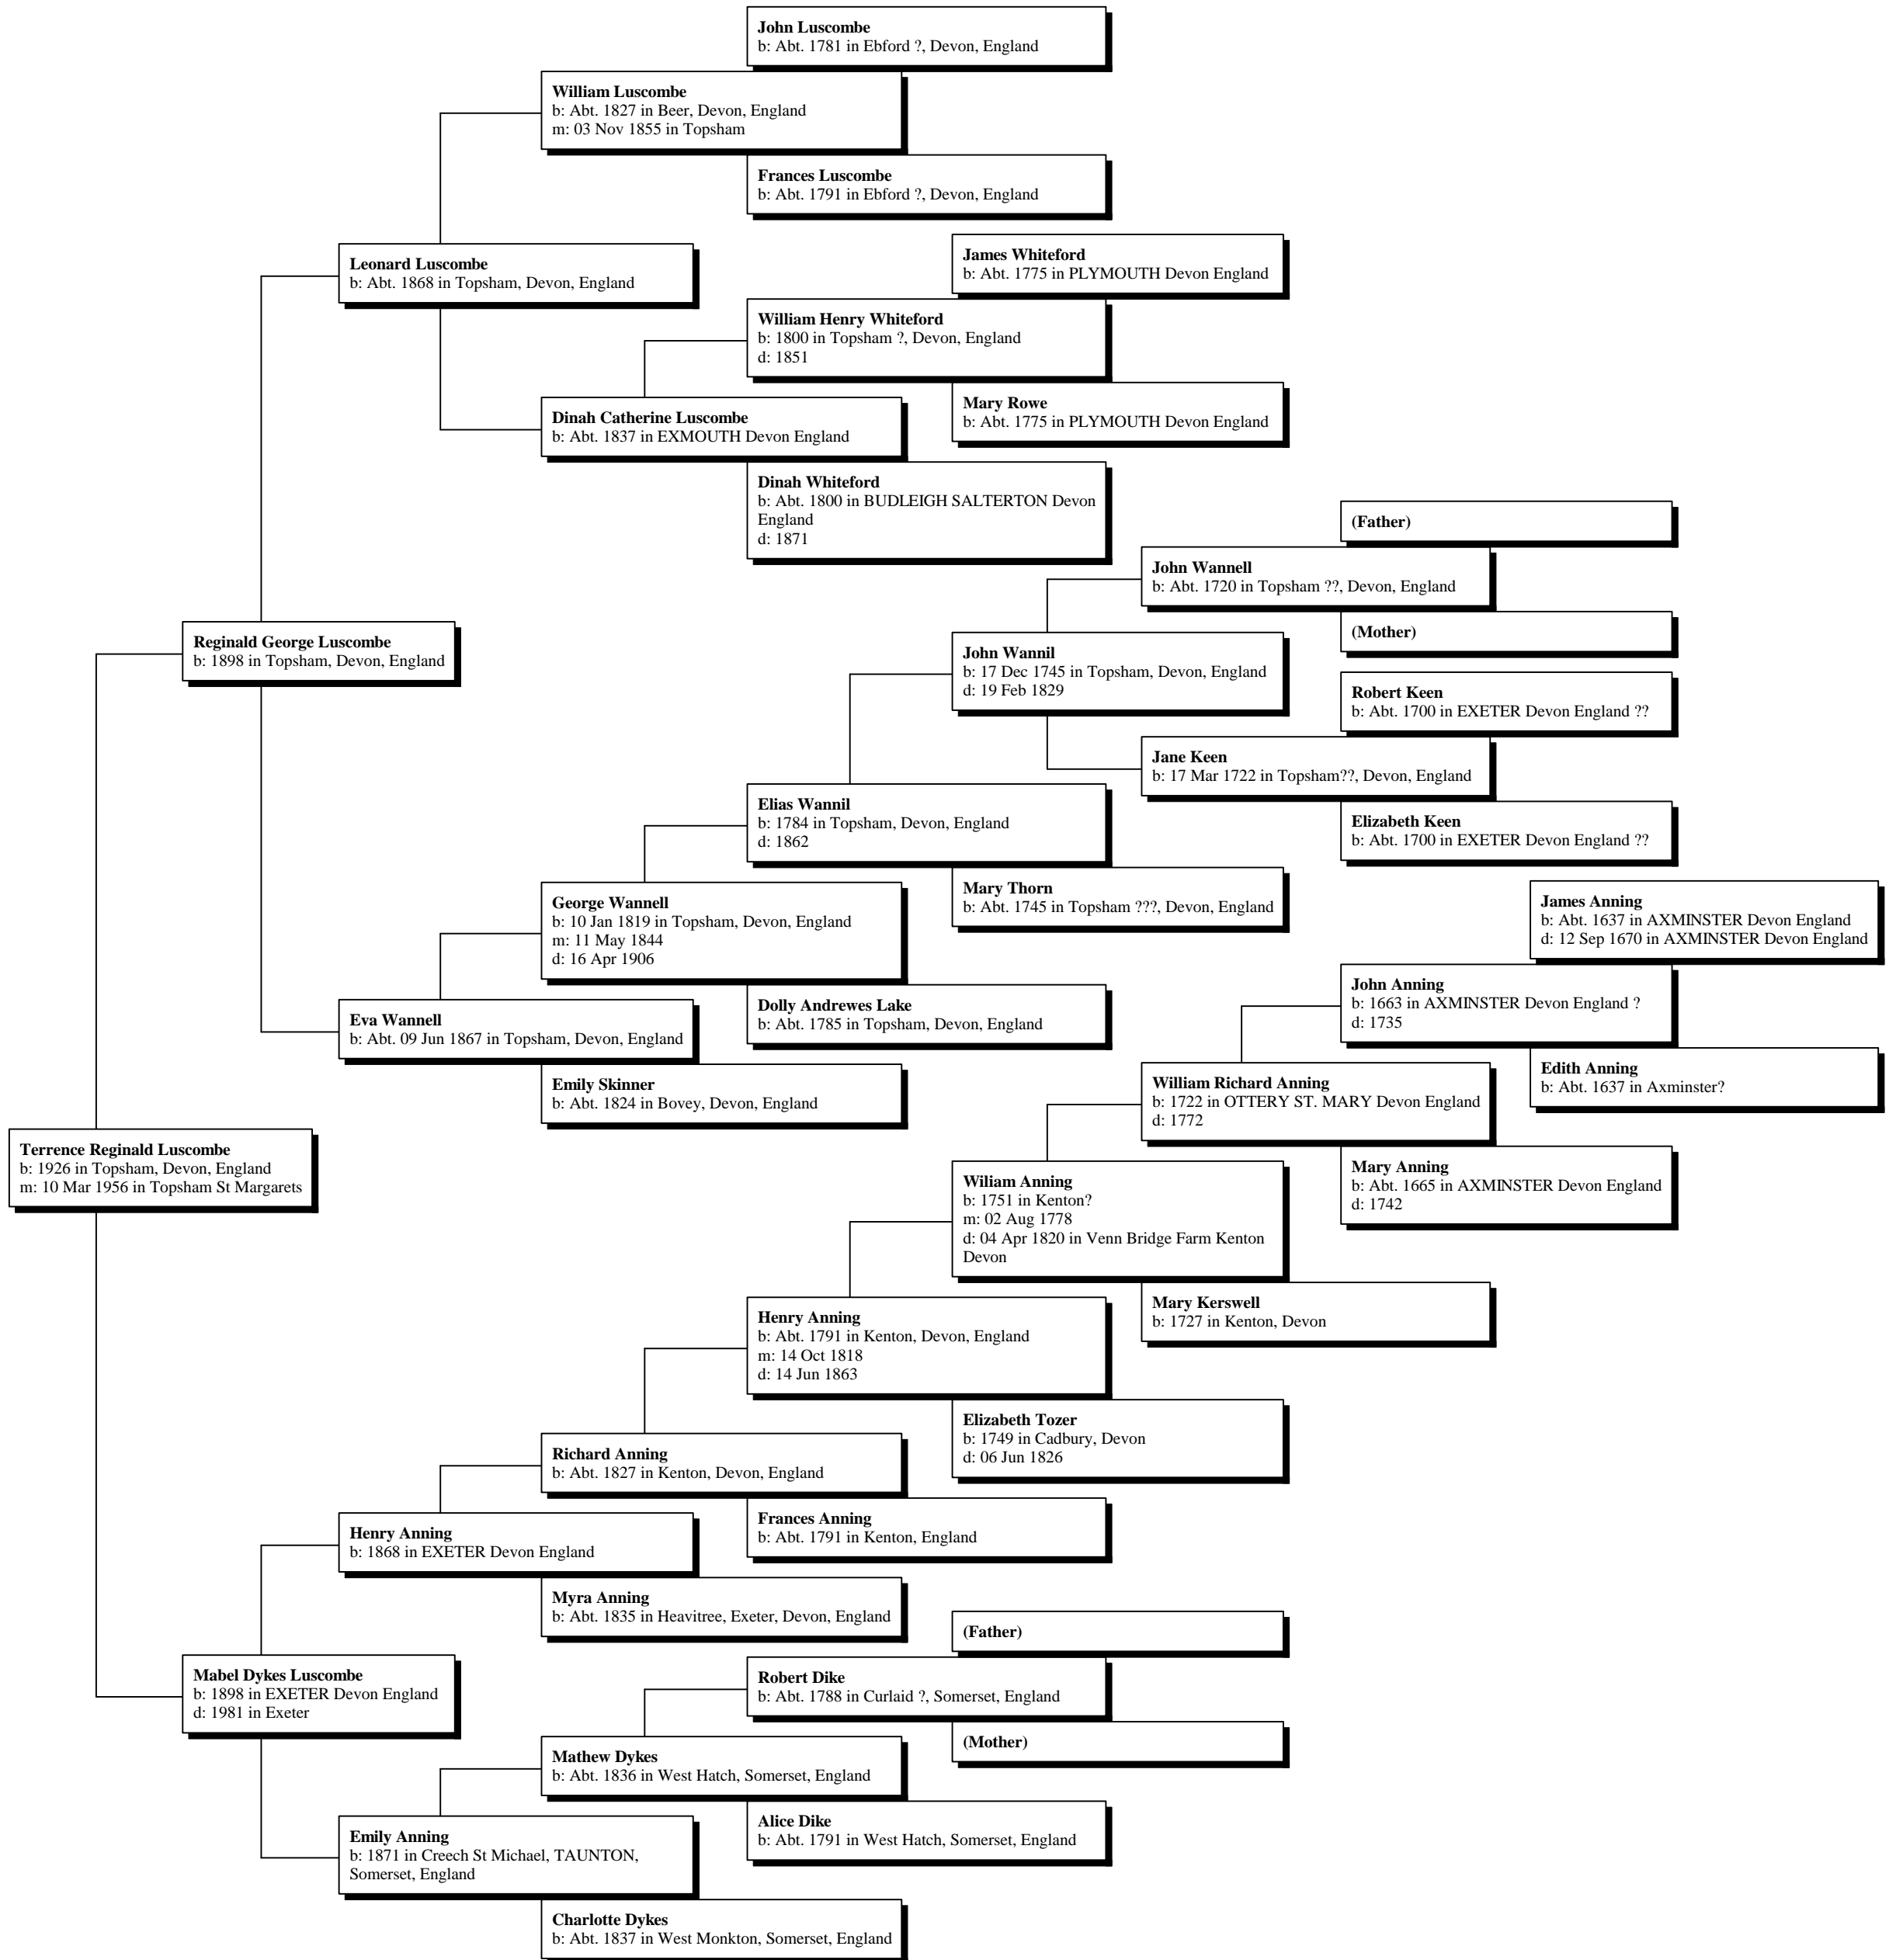 John Luscombe
b: Abt. 1781 in Ebford ?, Devon, England
William Luscombe
b: Abt. 1827 in Beer, Devon, England
m: 03 Nov 1855 in Topsham
Frances Luscombe
b: Abt. 1791 in Ebford ?, Devon, England
Leonard Luscombe
b: Abt. 1868 in Topsham, Devon, England
James Whiteford
b: Abt. 1775 in PLYMOUTH Devon England
William Henry Whiteford
b: 1800 in Topsham ?, Devon, England
d: 1851
Mary Rowe
b: Abt. 1775 in PLYMOUTH Devon England
Dinah Catherine Luscombe
b: Abt. 1837 in EXMOUTH Devon England
Dinah Whiteford
b: Abt. 1800 in BUDLEIGH SALTERTON Devon
England
d: 1871
(Father)
John Wannell
b: Abt. 1720 in Topsham ??, Devon, England
(Mother)
Reginald George Luscombe
b: 1898 in Topsham, Devon, England
John Wannil
b: 17 Dec 1745 in Topsham, Devon, England
d: 19 Feb 1829
Robert Keen
b: Abt. 1700 in EXETER Devon England ??
Jane Keen
b: 17 Mar 1722 in Topsham??, Devon, England
Elizabeth Keen
b: Abt. 1700 in EXETER Devon England ??
Elias Wannil
b: 1784 in Topsham, Devon, England
d: 1862
Mary Thorn
b: Abt. 1745 in Topsham ???, Devon, England
George Wannell
b: 10 Jan 1819 in Topsham, Devon, England
m: 11 May 1844
d: 16 Apr 1906
Dolly Andrewes Lake
b: Abt. 1785 in Topsham, Devon, England
Eva Wannell
b: Abt. 09 Jun 1867 in Topsham, Devon, England
Emily Skinner
b: Abt. 1824 in Bovey, Devon, England
James Anning
b: Abt. 1637 in AXMINSTER Devon England
d: 12 Sep 1670 in AXMINSTER Devon England
John Anning
b: 1663 in AXMINSTER Devon England ?
d: 1735
Edith Anning
b: Abt. 1637 in Axminster?
William Richard Anning
b: 1722 in OTTERY ST. MARY Devon England
d: 1772
Mary Anning
b: Abt. 1665 in AXMINSTER Devon England
d: 1742
Terrence Reginald Luscombe
b: 1926 in Topsham, Devon, England
m: 10 Mar 1956 in Topsham St Margarets
Wiliam Anning
b: 1751 in Kenton?
m: 02 Aug 1778
d: 04 Apr 1820 in Venn Bridge Farm Kenton
Devon
Mary Kerswell
b: 1727 in Kenton, Devon
Henry Anning
b: Abt. 1791 in Kenton, Devon, England
m: 14 Oct 1818
d: 14 Jun 1863
Elizabeth Tozer
b: 1749 in Cadbury, Devon
d: 06 Jun 1826
Richard Anning
b: Abt. 1827 in Kenton, Devon, England
Frances Anning
b: Abt. 1791 in Kenton, England
Henry Anning
b: 1868 in EXETER Devon England
Myra Anning
b: Abt. 1835 in Heavitree, Exeter, Devon, England
Mabel Dykes Luscombe
b: 1898 in EXETER Devon England
d: 1981 in Exeter
(Father)
Robert Dike
b: Abt. 1788 in Curlaid ?, Somerset, England
(Mother)
Mathew Dykes
b: Abt. 1836 in West Hatch, Somerset, England
Alice Dike
b: Abt. 1791 in West Hatch, Somerset, England
Emily Anning
b: 1871 in Creech St Michael, TAUNTON,
Somerset, England
Charlotte Dykes
b: Abt. 1837 in West Monkton, Somerset, England